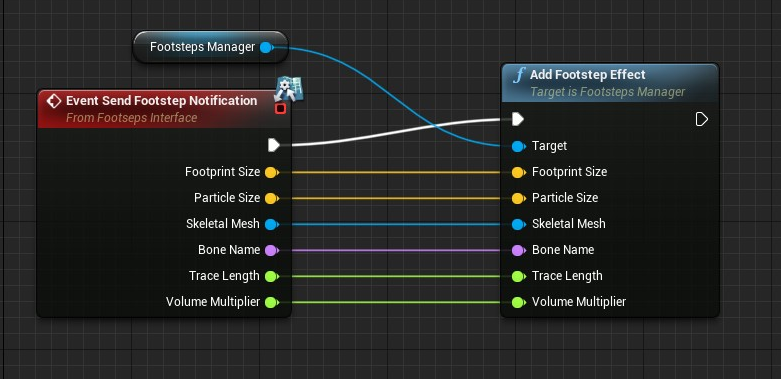 Footsteps Manager
Event Send Footstep Notification
From Footseps Interface
Footprint Size
Particle Size
Skeletal Mesh
Bone Name
Trace Length
Volume Multiplier
f Add Footstep Effect
Target is Footsteps Manager
Target
Footprint Size
Particle Size
Skeletal Mesh
Bone Name
Trace Length
Volume Multiplier